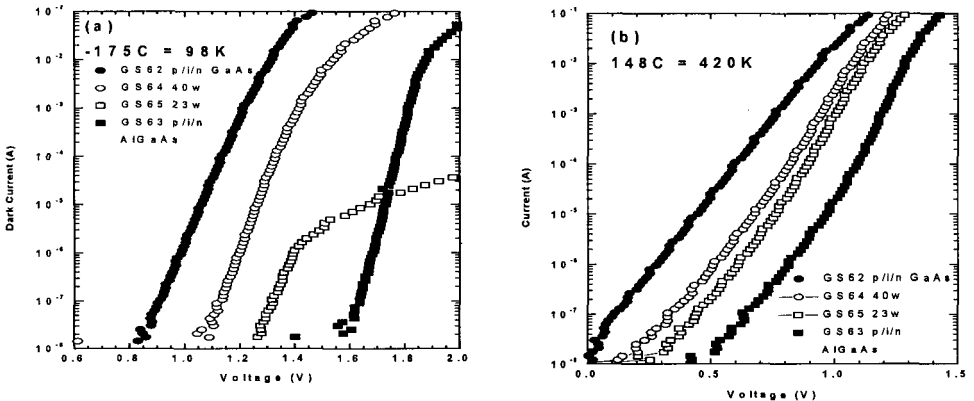 (a)
-175C = 98K
GS62 p/i/n GaAs
GS64 40w
GS65 23w
GS63 p/i/n
AlGaAs
Dark Current (A)
10⁻¹
10⁻²
10⁻³
10⁻⁴
10⁻⁵
10⁻⁶
10⁻⁷
10⁻⁸
0.6 0.8 1.0 1.2 1.4 1.6 1.8 2.0
Voltage (V)
(b)
148C = 420K
Current (A)
10⁻¹
10⁻²
10⁻³
10⁻⁴
10⁻⁵
10⁻⁶
10⁻⁷
10⁻⁸
GS62 p/i/n GaAs
GS64 40w
GS65 23w
GS63 p/i/n
AlGaAs
0.0 0.5 1.0 1.5
Voltage (V)